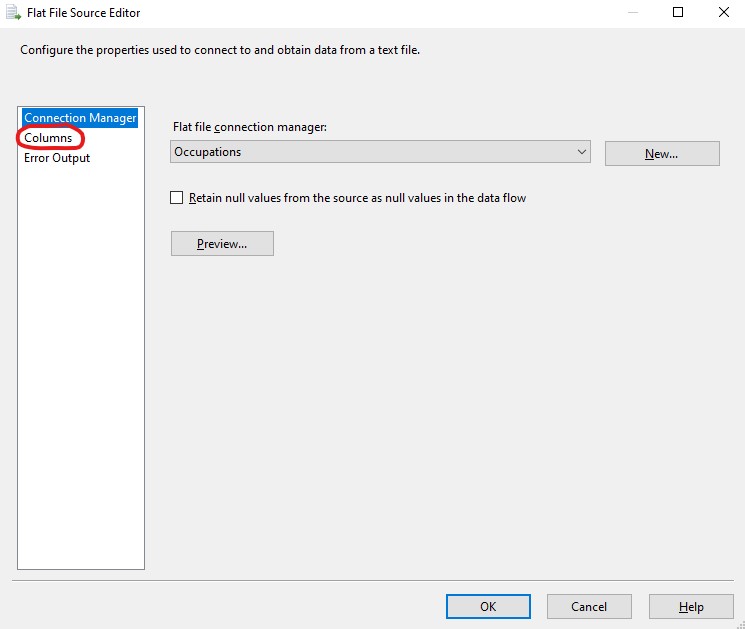 Flat File Source Editor
Configure the properties used to connect to and obtain data from a text file.
Connection Manager
Columns
Error Output
Flat file connection manager:
Occupations
New...
Retain null values from the source as null values in the data flow
Preview...
OK
Cancel
Help